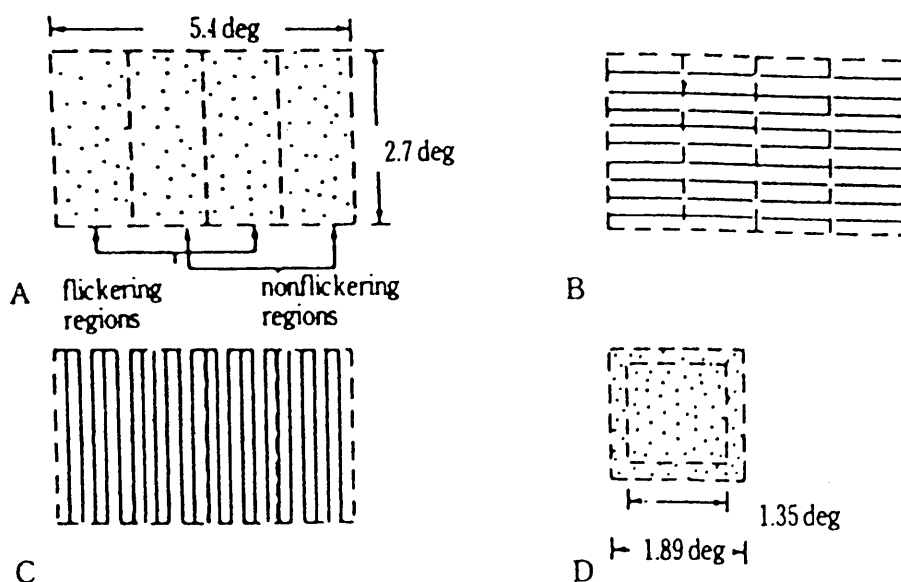 5.4 deg
2.7 deg
A
flickering
regions
nonflickering
regions
B
C
1.35 deg
1.89 deg
D